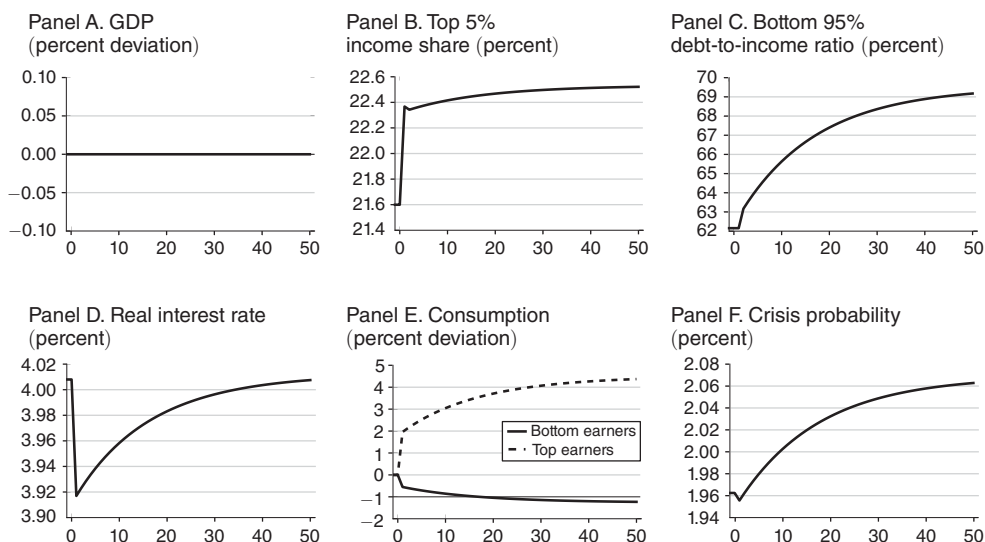 Panel A. GDP
(percent deviation)
0.10
0.05
0.00
−0.05
−0.10
0 10 20 30 40 50
Panel B. Top 5%
income share (percent)
22.6
22.4
22.2
22.0
21.8
21.6
21.4
0 10 20 30 40 50
Panel C. Bottom 95%
debt-to-income ratio (percent)
70
69
68
67
66
65
64
63
62
0 10 20 30 40 50
Panel D. Real interest rate
(percent)
4.02
4.00
3.98
3.96
3.94
3.92
3.90
0 10 20 30 40 50
Panel E. Consumption
(percent deviation)
5
4
3
2
1
0
−1
−2
Bottom earners
Top earners
0 10 20 30 40 50
Panel F. Crisis probability
(percent)
2.08
2.06
2.04
2.02
2.00
1.98
1.96
1.94
0 10 20 30 40 50